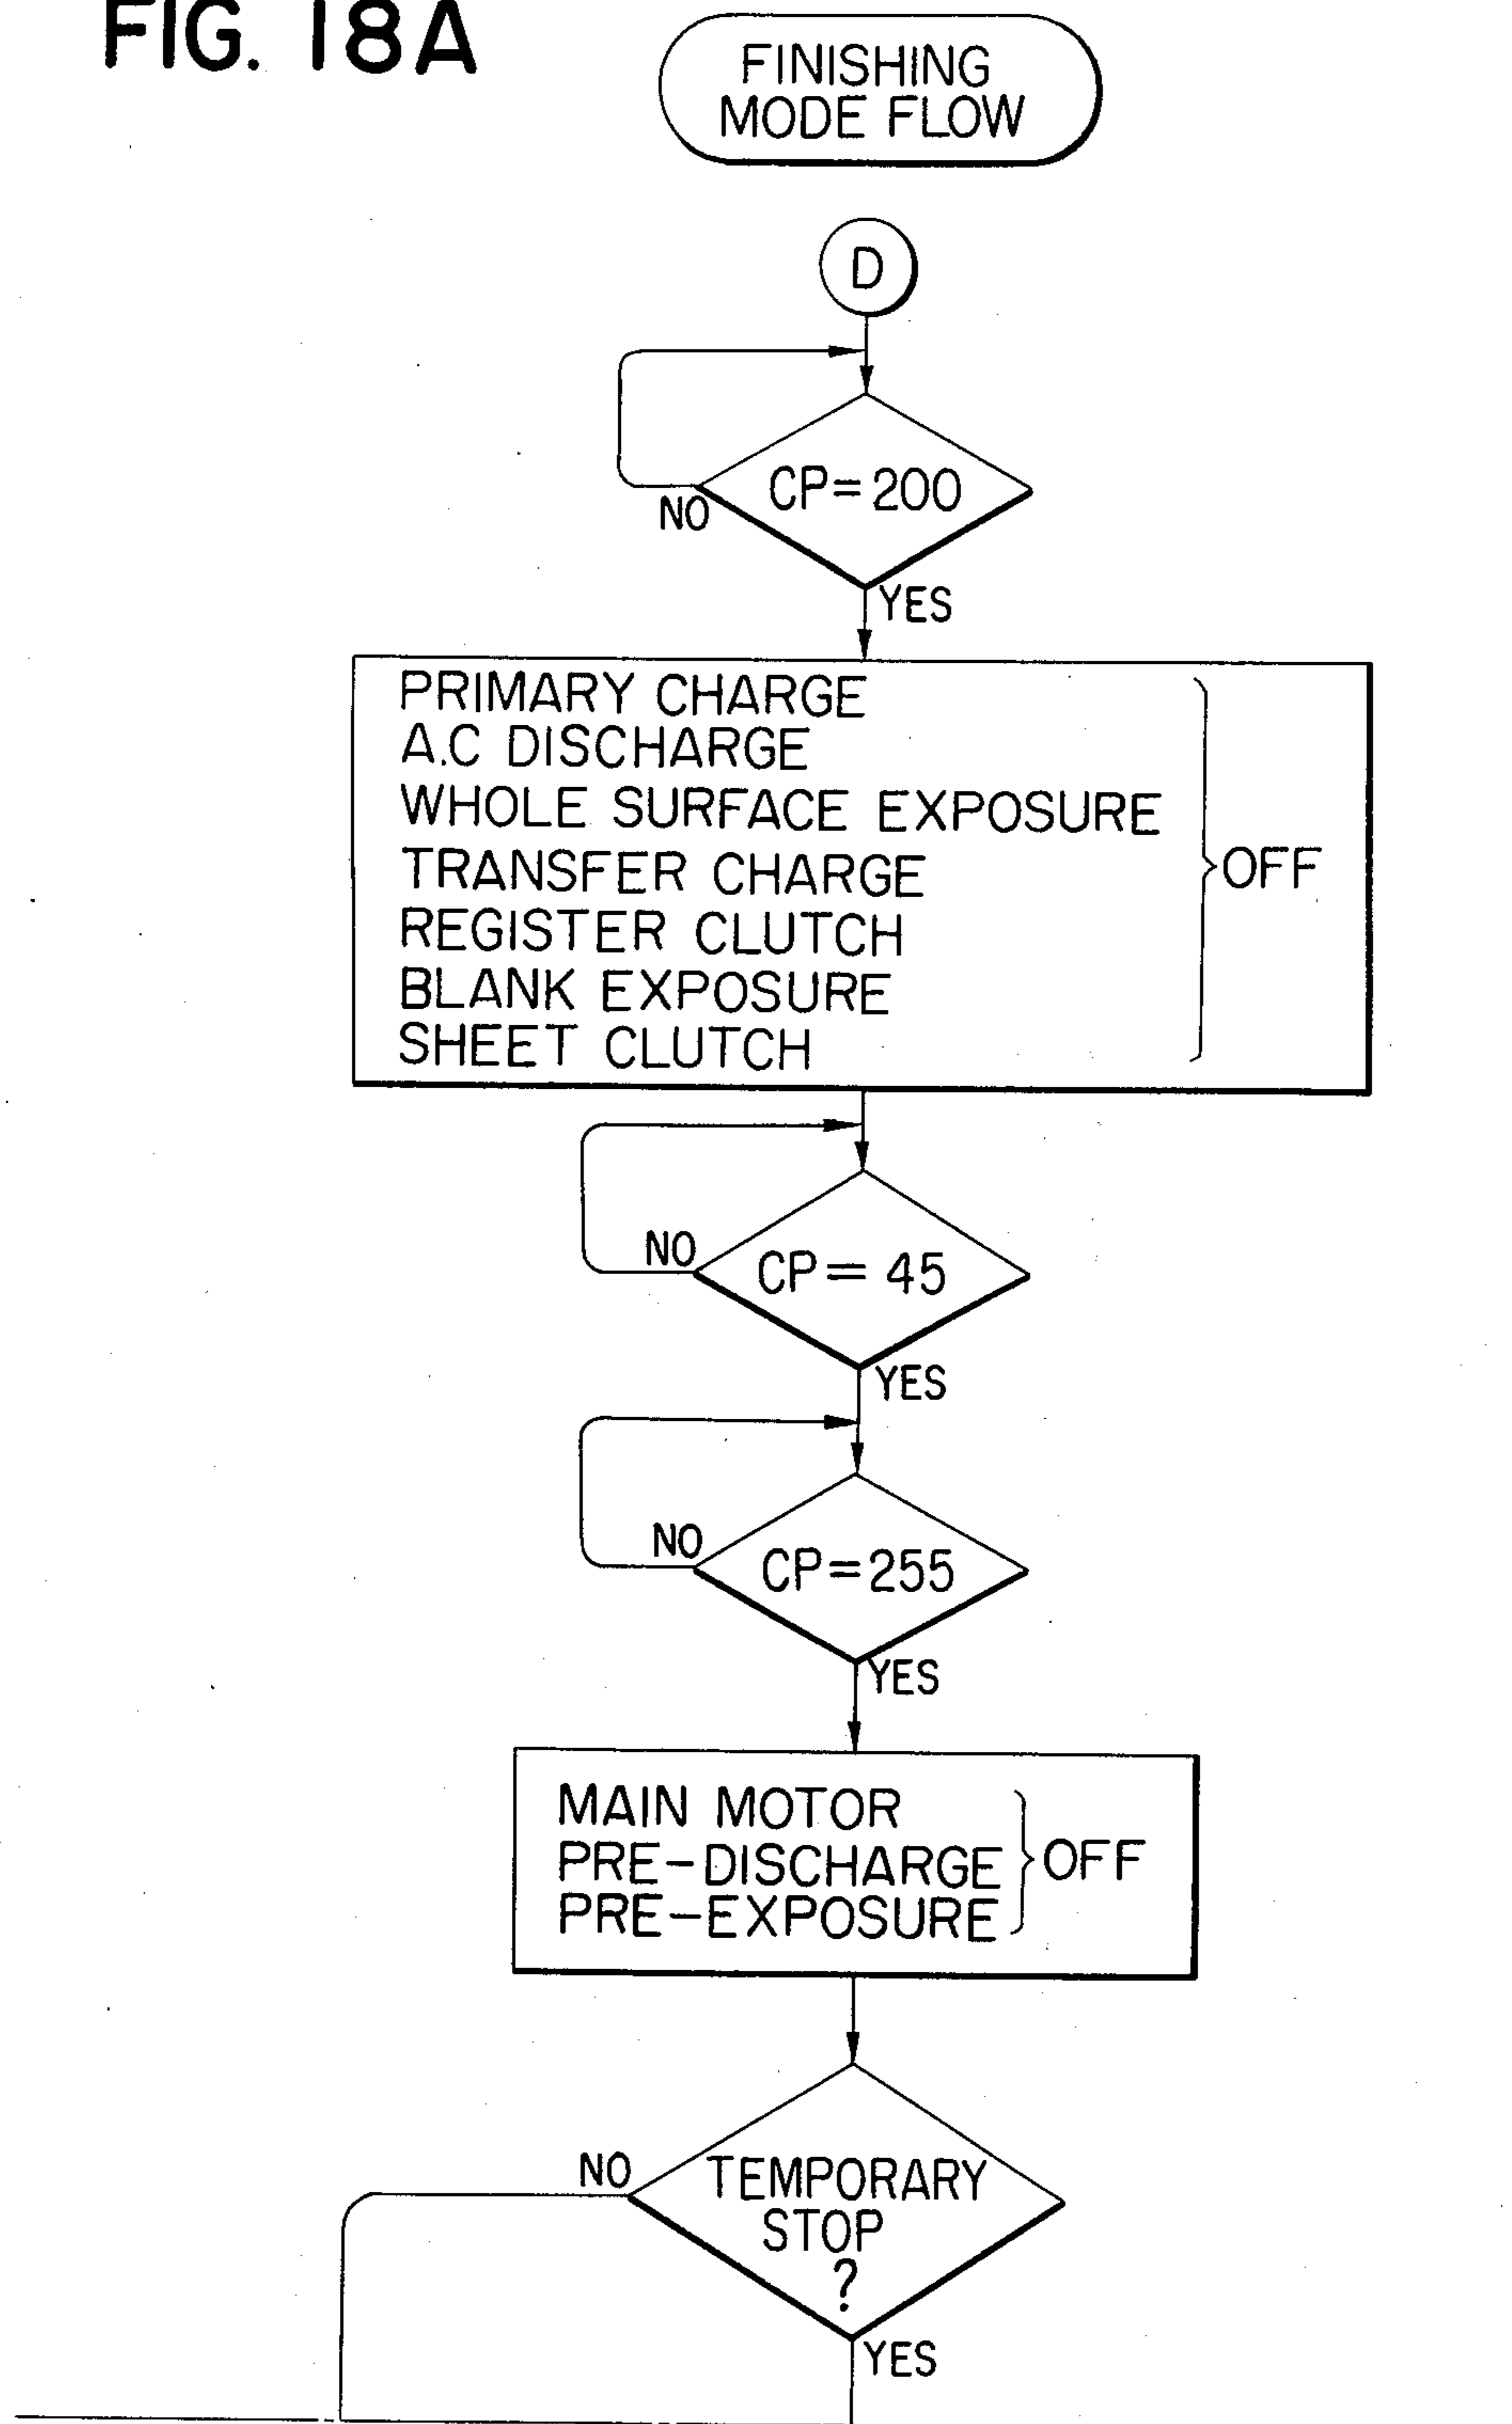 FIG. 18A
FINISHING
MODE FLOW
D
CP=200
NO
YES
PRIMARY CHARGE
A.C DISCHARGE
WHOLE SURFACE EXPOSURE
TRANSFER CHARGE
REGISTER CLUTCH
BLANK EXPOSURE
SHEET CLUTCH
OFF
NO
CP= 45
YES
NO
CP=255
YES
MAIN MOTOR
PRE-DISCHARGE
PRE-EXPOSURE
OFF
NO
TEMPORARY
STOP
?
YES